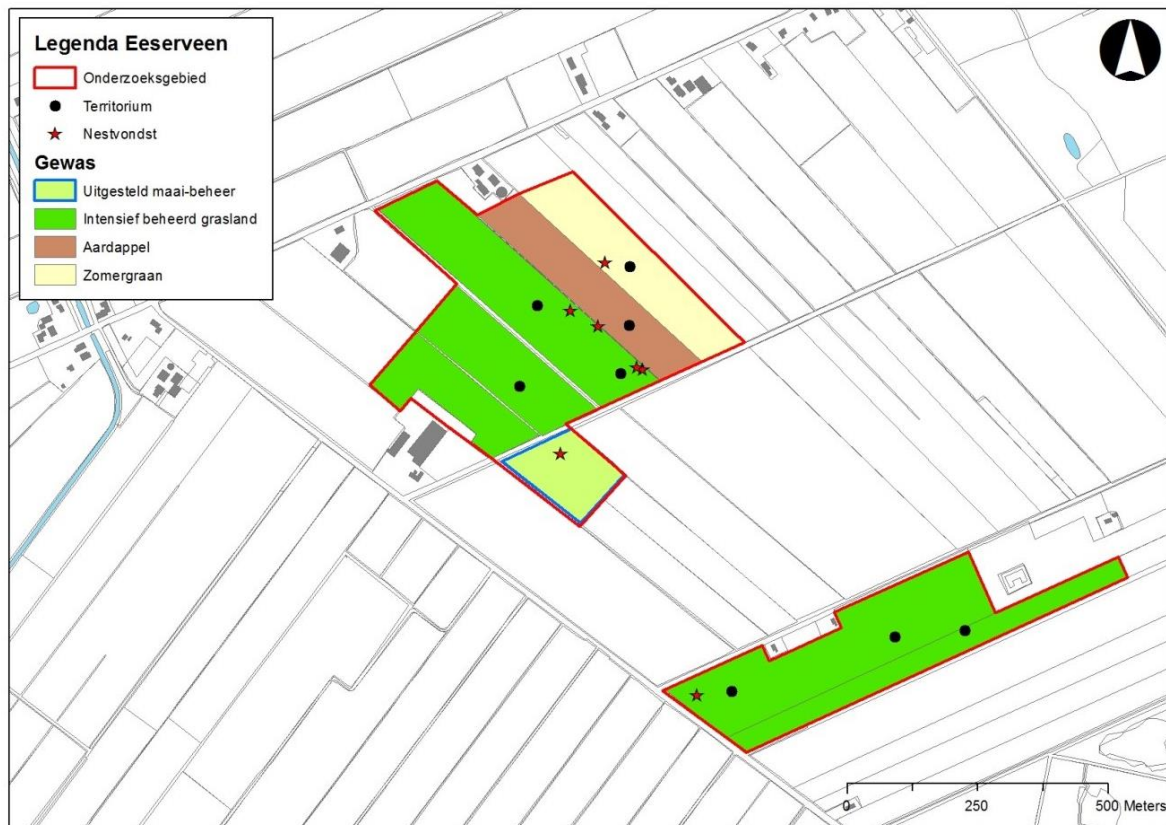 Legenda Eeserveen
Onderzoeksgebied
Territorium
Nestvondst
Gewas
Uitgesteld maai-beheer
Intensief beheerd grasland
Aardappel
Zomergraan
0 250 500 Meters